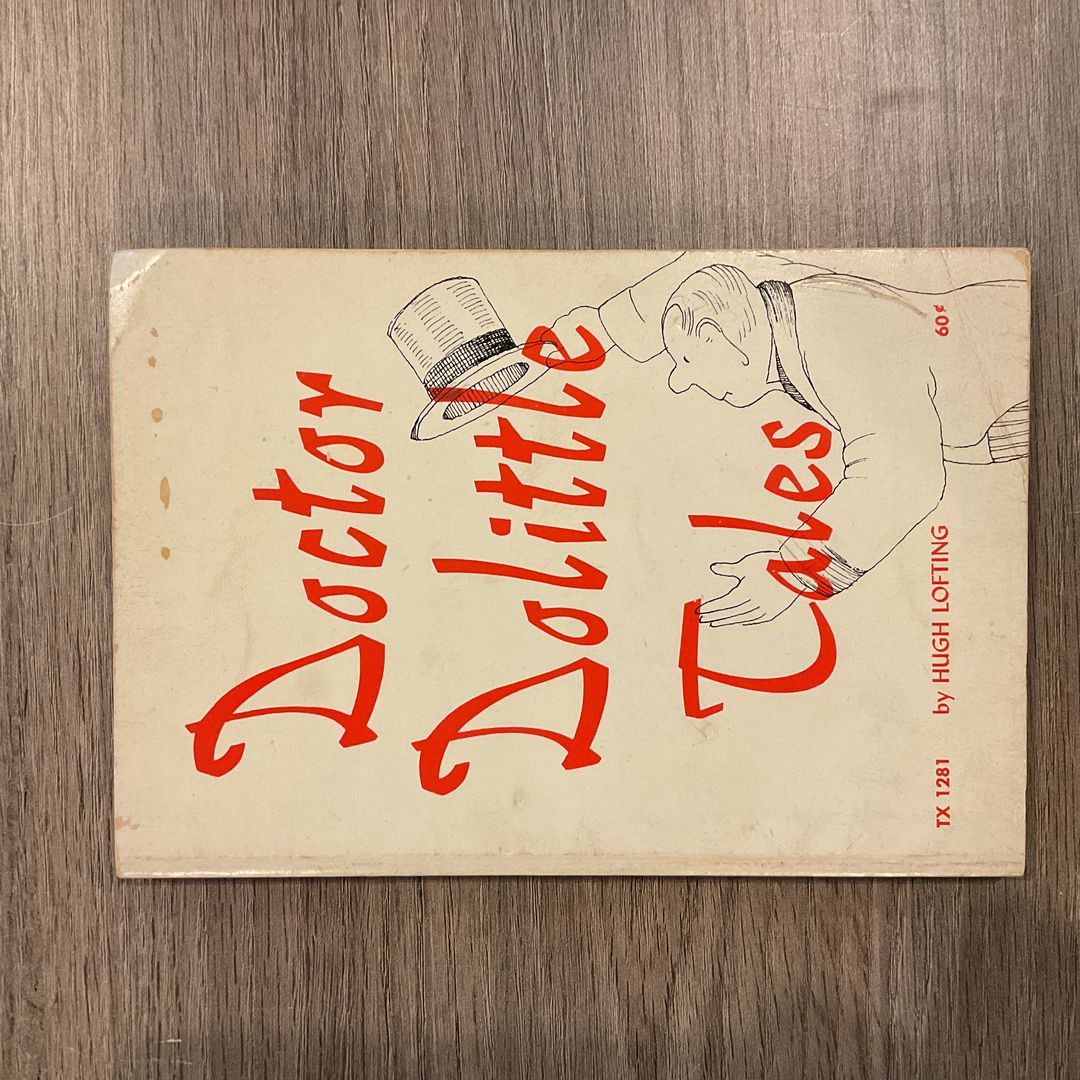 Doctor
Dolittle
Tales
TX 1281 by HUGH LOFTING 60¢